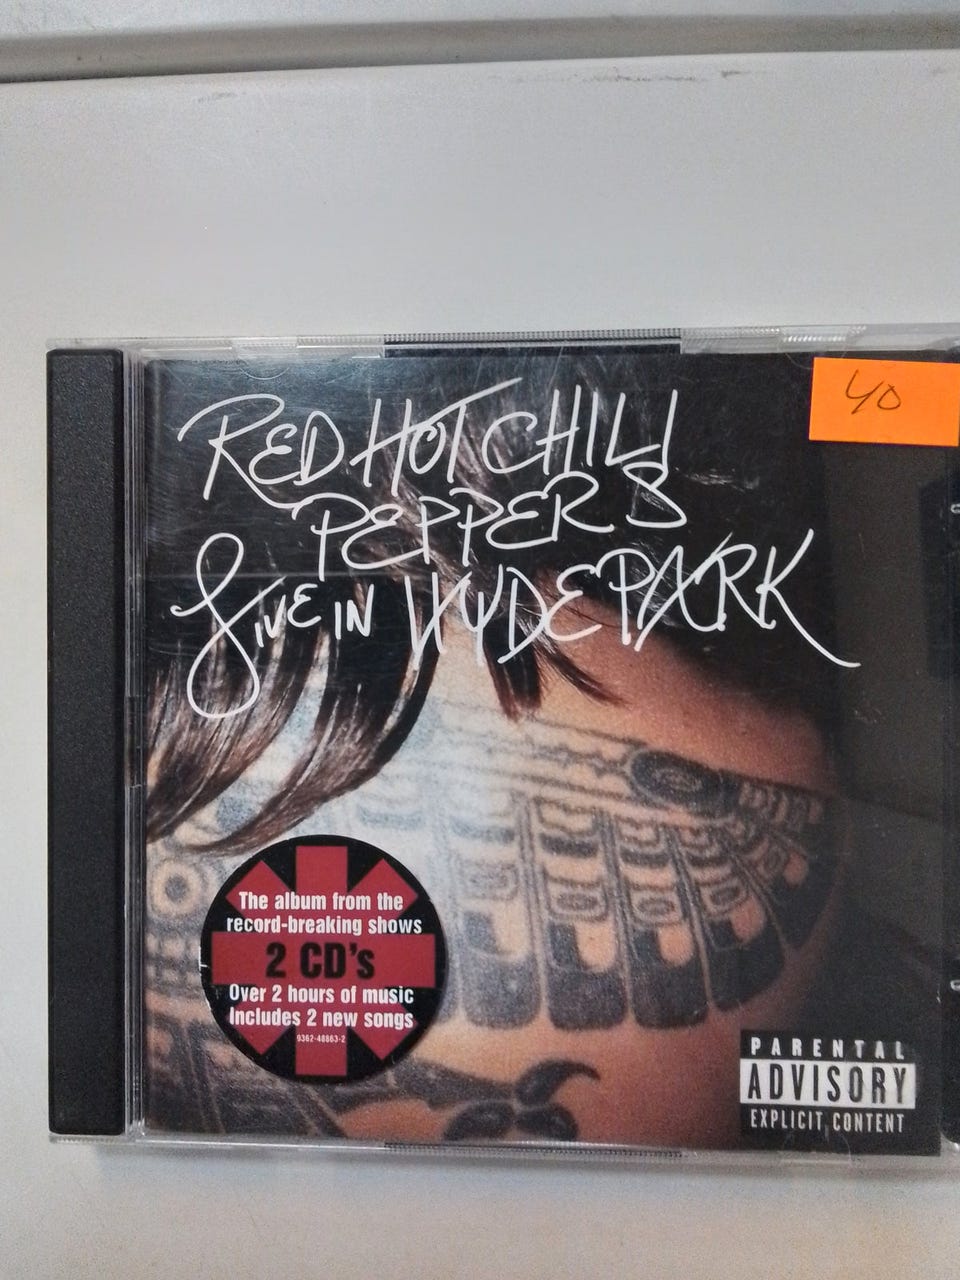 40
RED HOT CHILI
PEPPERS
LIVE IN HYDE PARK
The album from the
record-breaking shows
2 CD's
Over 2 hours of music
Includes 2 new songs
9362-48863-2
PARENTAL
ADVISORY
EXPLICIT CONTENT